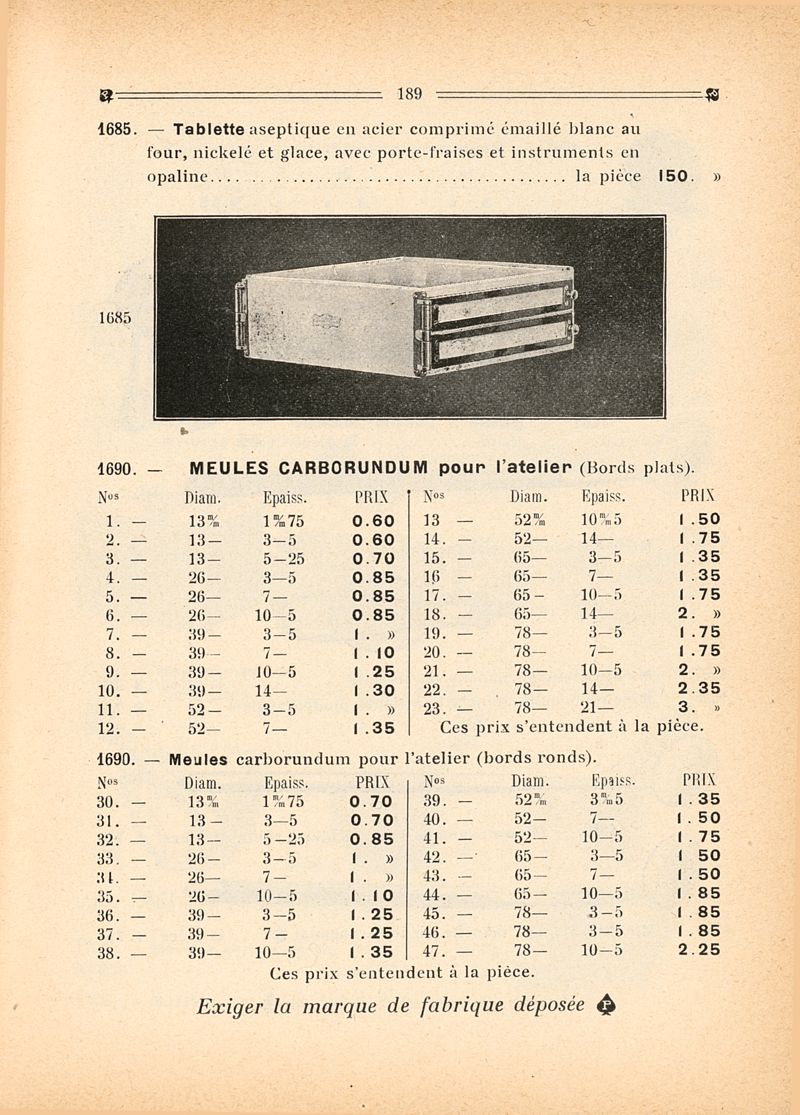 189
1685. — Tablette aseptique en acier comprimé émaillé blanc au
four, nickelé et glace, avec porte-fraises et instruments en
opaline.... la pièce 150. »
1685
1690. — MEULES CARBORUNDUM pour l'atelier (Bords plats).
Nos Diam. Epaiss. PRIX
1. — 13m/m 1m/m75 0.60
2. — 13— 3—5 0.60
3. — 13— 5—25 0.70
4. — 26— 3—5 0.85
5. — 26— 7— 0.85
6. — 26— 10—5 0.85
7. — 39— 3—5 1. »
8. — 39— 7— 1.10
9. — 39— 10—5 1.25
10. — 39— 14— 1.30
11. — 52— 3—5 1. »
12. — 52— 7— 1.35
Nos Diam. Epaiss. PRIX
13 — 52m/m 10m/m5 1.50
14. — 52— 14— 1.75
15. — 65— 3—5 1.35
16 — 65— 7— 1.35
17. — 65— 10—5 1.75
18. — 65— 14— 2. »
19. — 78— 3—5 1.75
20. — 78— 7— 1.75
21. — 78— 10—5 2. »
22. — 78— 14— 2.35
23. — 78— 21— 3. »
Ces prix s'entendent à la pièce.
1690. — Meules carborundum pour l'atelier (bords ronds).
Nos Diam. Epaiss. PRIX
30. — 13m/m 1m/m75 0.70
31. — 13— 3—5 0.70
32. — 13— 5—25 0.85
33. — 26— 3—5 1. »
34. — 26— 7— 1. »
35. — 26— 10—5 1.10
36. — 39— 3—5 1.25
37. — 39— 7— 1.25
38. — 39— 10—5 1.35
Nos Diam. Epaiss. PRIX
39. — 52m/m 3m/m5 1.35
40. — 52— 7— 1.50
41. — 52— 10—5 1.75
42. — 65— 3—5 1 50
43. — 65— 7— 1.50
44. — 65— 10—5 1.85
45. — 78— 3—5 1.85
46. — 78— 3—5 1.85
47. — 78— 10—5 2.25
Ces prix s'entendent à la pièce.
Exiger la marque de fabrique déposée P